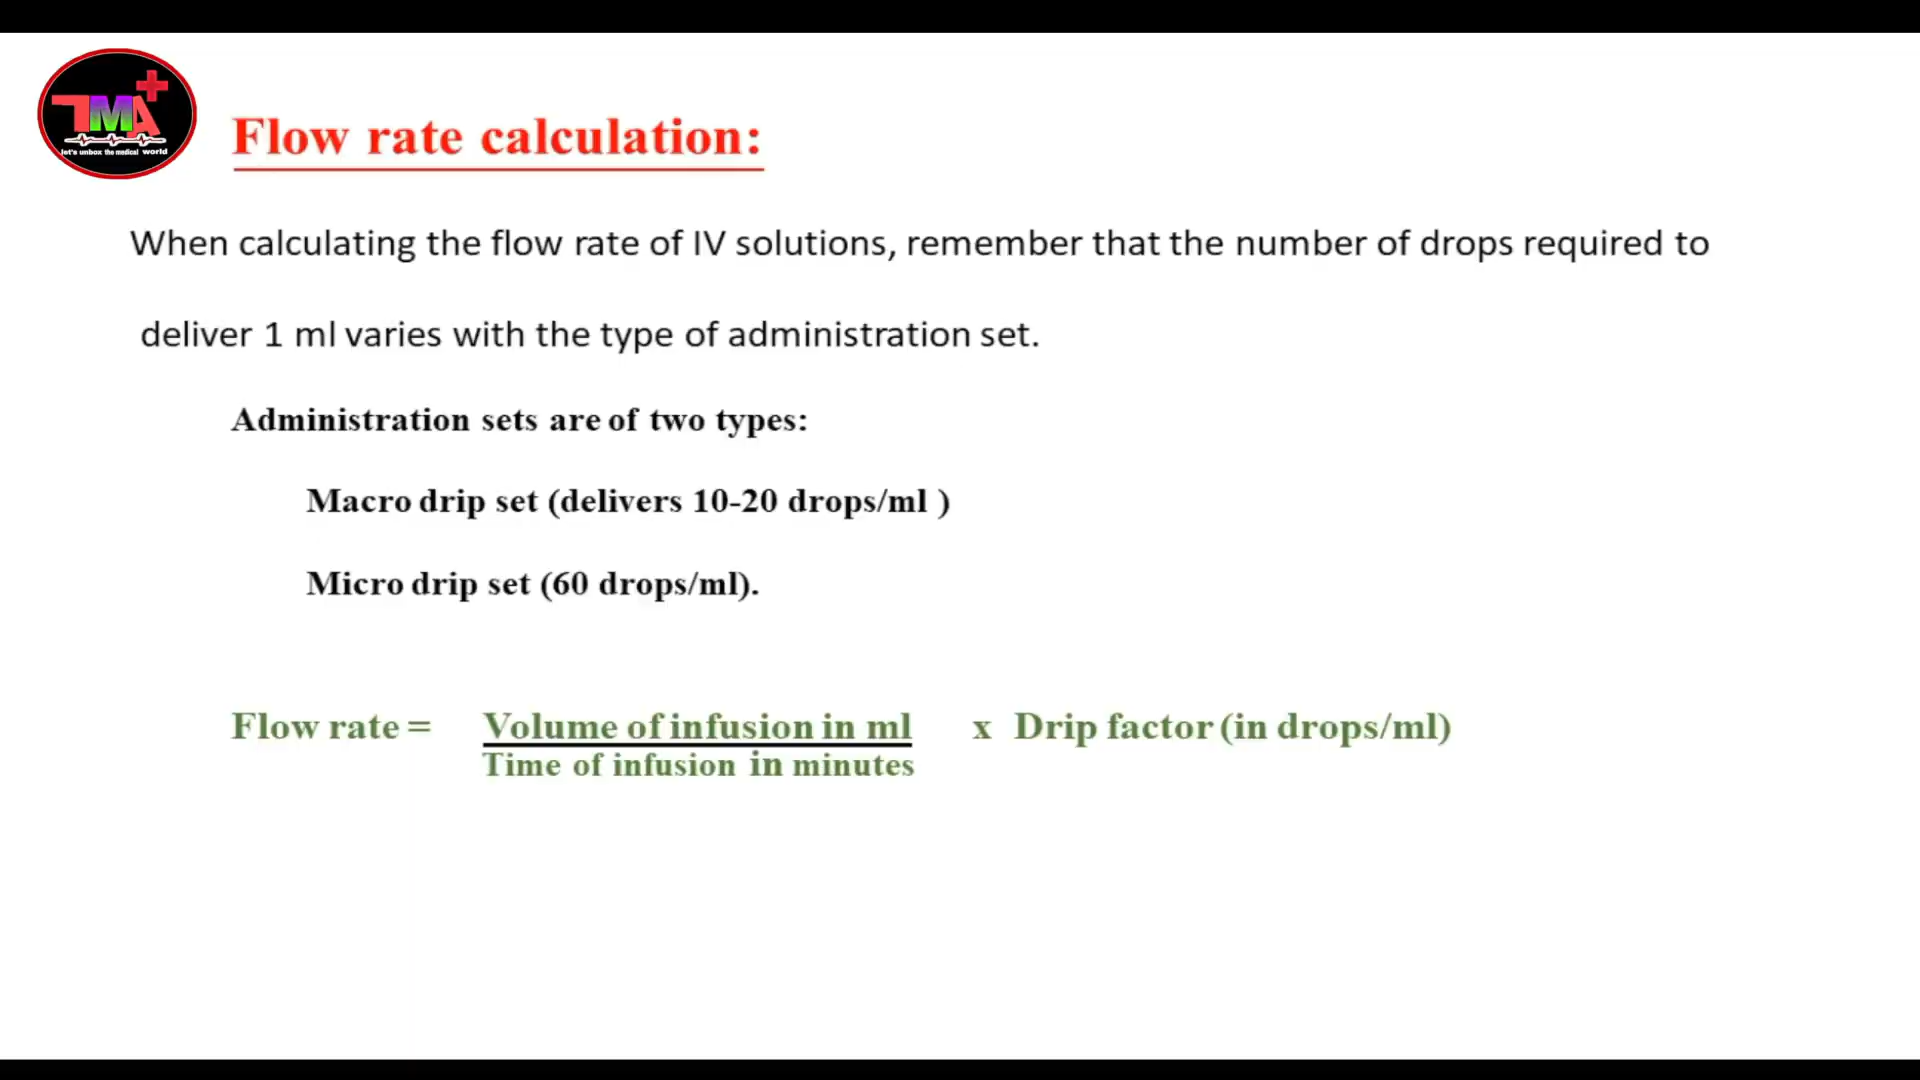 TMA
let's unbox the medical world
Flow rate calculation:
When calculating the flow rate of IV solutions, remember that the number of drops required to
deliver 1 ml varies with the type of administration set.
Administration sets are of two types:
Macro drip set (delivers 10-20 drops/ml )
Micro drip set (60 drops/ml).
Flow rate = Volume of infusion in ml x Drip factor (in drops/ml)
Time of infusion in minutes